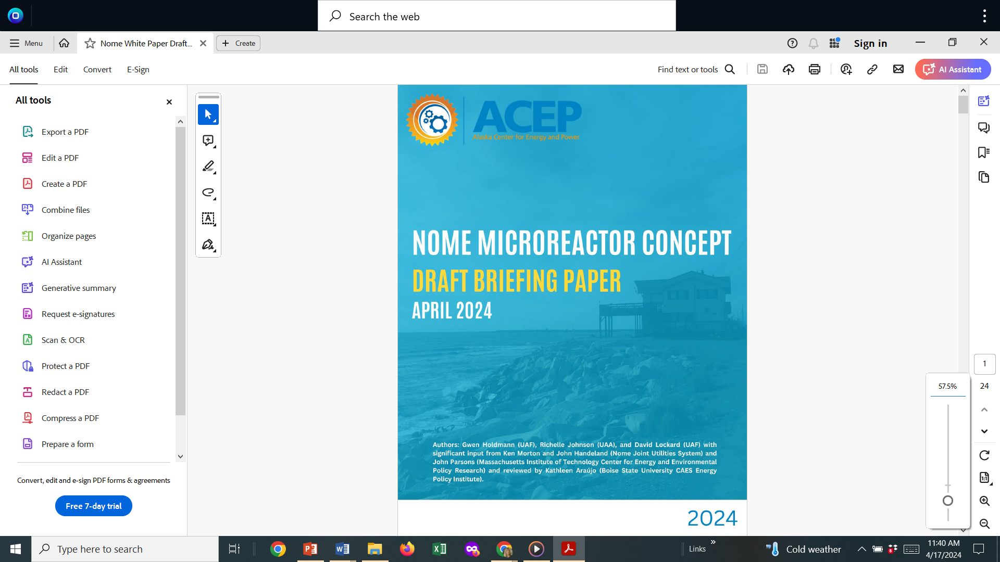 Search the web
Menu
Nome White Paper Draft...
Create
Sign in
All tools
Edit
Convert
E-Sign
Find text or tools
AI Assistant
All tools
Export a PDF
Edit a PDF
Create a PDF
Combine files
Organize pages
AI Assistant
Generative summary
Request e-signatures
Scan & OCR
Protect a PDF
Redact a PDF
Compress a PDF
Prepare a form
Convert, edit and e-sign PDF forms & agreements
Free 7-day trial
ACEP
Alaska Center for Energy and Power
NOME MICROREACTOR CONCEPT
DRAFT BRIEFING PAPER
APRIL 2024
Authors: Gwen Holdmann (UAF), Richelle Johnson (UAA), and David Lockard (UAF) with
significant input from Ken Morton and John Handeland (Nome Joint Utilities System) and
John Parsons (Massachusetts Institute of Technology Center for Energy and Environmental
Policy Research) and reviewed by Kathleen Araújo (Boise State University CAES Energy
Policy Institute).
2024
1
57.5%
24
1:1
Type here to search
Links
Cold weather
11:40 AM
4/17/2024